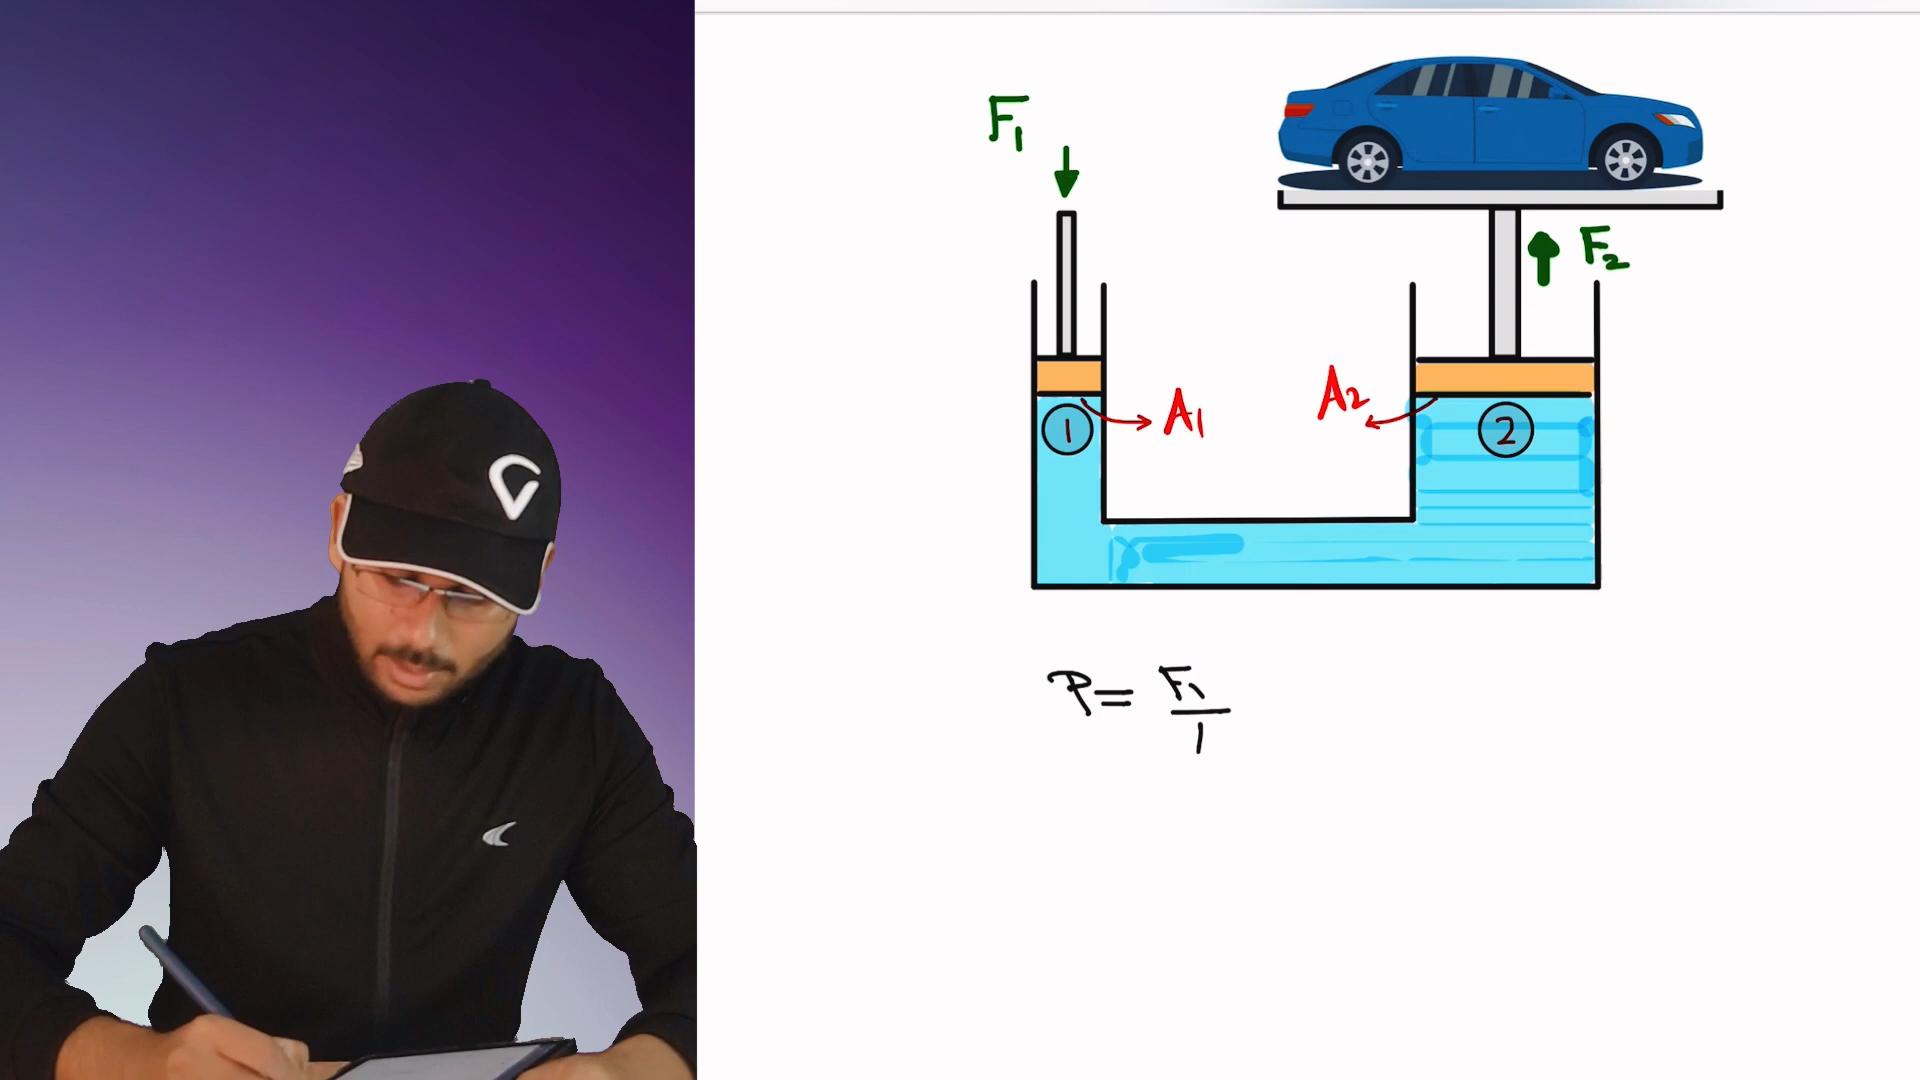 F₁
F₂
A₁
A₂
1
2
P = F₁ / 1